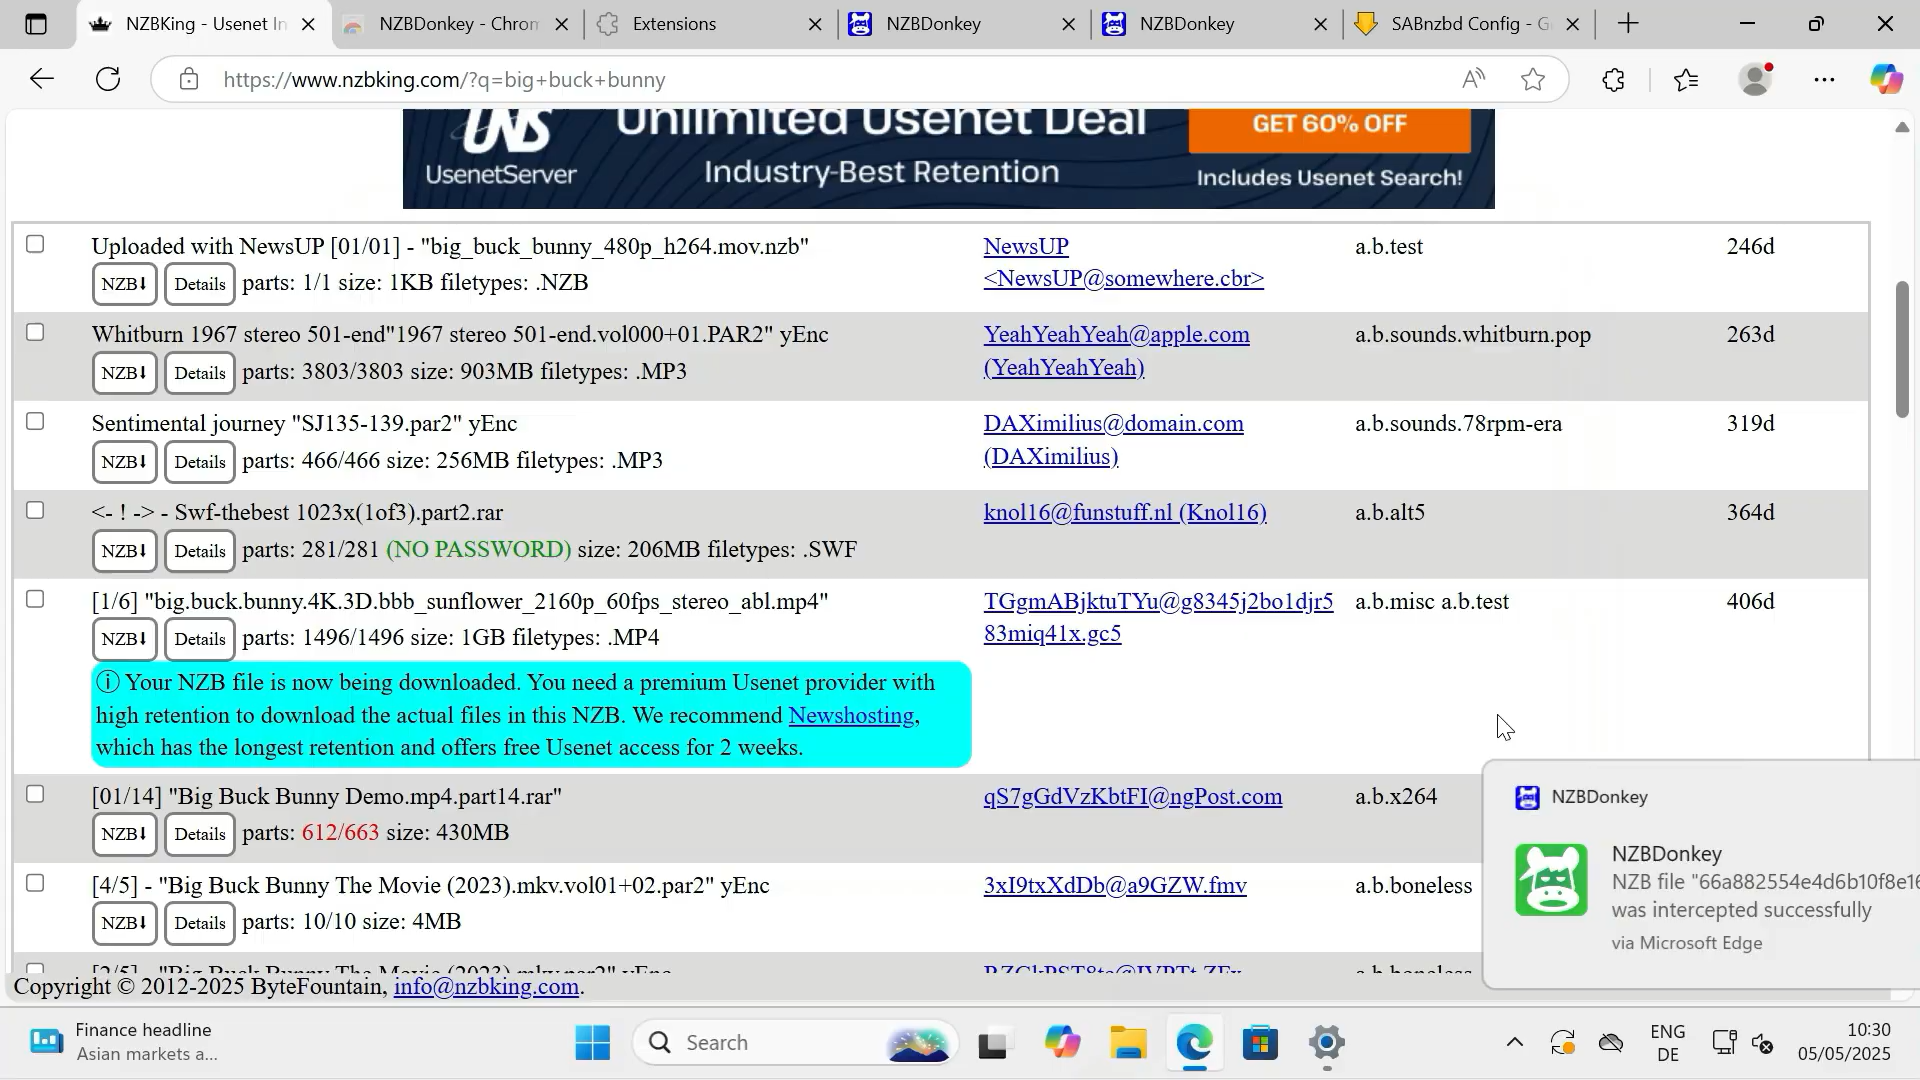 NZBKing - Usenet In
NZBDonkey - Chrom
Extensions
NZBDonkey
NZBDonkey
SABnzbd Config - G
https://www.nzbking.com/?q=big+buck+bunny
UNS
UsenetServer
Unlimited Usenet Deal
Industry-Best Retention
GET 60% OFF
Includes Usenet Search!
Uploaded with NewsUP [01/01] - "big_buck_bunny_480p_h264.mov.nzb"
NZB⬇ Details parts: 1/1 size: 1KB filetypes: .NZB
NewsUP
<NewsUP@somewhere.cbr>
a.b.test
246d
Whitburn 1967 stereo 501-end"1967 stereo 501-end.vol000+01.PAR2" yEnc
NZB⬇ Details parts: 3803/3803 size: 903MB filetypes: .MP3
YeahYeahYeah@apple.com
(YeahYeahYeah)
a.b.sounds.whitburn.pop
263d
Sentimental journey "SJ135-139.par2" yEnc
NZB⬇ Details parts: 466/466 size: 256MB filetypes: .MP3
DAXimilius@domain.com
(DAXimilius)
a.b.sounds.78rpm-era
319d
<- ! -> - Swf-thebest 1023x(1of3).part2.rar
NZB⬇ Details parts: 281/281 (NO PASSWORD) size: 206MB filetypes: .SWF
knol16@funstuff.nl (Knol16)
a.b.alt5
364d
[1/6] "big.buck.bunny.4K.3D.bbb_sunflower_2160p_60fps_stereo_abl.mp4"
NZB⬇ Details parts: 1496/1496 size: 1GB filetypes: .MP4
ⓘ Your NZB file is now being downloaded. You need a premium Usenet provider with
high retention to download the actual files in this NZB. We recommend Newshosting,
which has the longest retention and offers free Usenet access for 2 weeks.
TGgmABjktuTYu@g8345j2bo1djr5
83miq41x.gc5
a.b.misc a.b.test
406d
[01/14] "Big Buck Bunny Demo.mp4.part14.rar"
NZB⬇ Details parts: 612/663 size: 430MB
qS7gGdVzKbtFI@ngPost.com
a.b.x264
[4/5] - "Big Buck Bunny The Movie (2023).mkv.vol01+02.par2" yEnc
NZB⬇ Details parts: 10/10 size: 4MB
3xI9txXdDb@a9GZW.fmv
a.b.boneless
[2/5] - "Big Buck Bunny The Movie (2023).mkv.par2" yEnc
a.b.boneless
NZBDonkey
NZBDonkey
NZB file "66a882554e4d6b10f8e16
was intercepted successfully
via Microsoft Edge
Copyright © 2012-2025 ByteFountain, info@nzbking.com.
Finance headline
Asian markets a...
Search
ENG
DE
10:30
05/05/2025